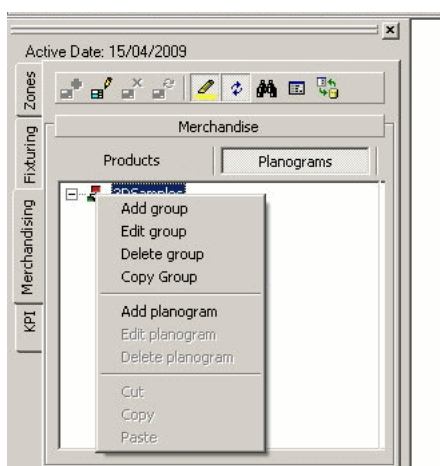 Active Date: 15/04/2009
Zones
Fixturing
Merchandising
KPI
Merchandise
Products
Planograms
3DSamples
Add group
Edit group
Delete group
Copy Group
Add planogram
Edit planogram
Delete planogram
Cut
Copy
Paste